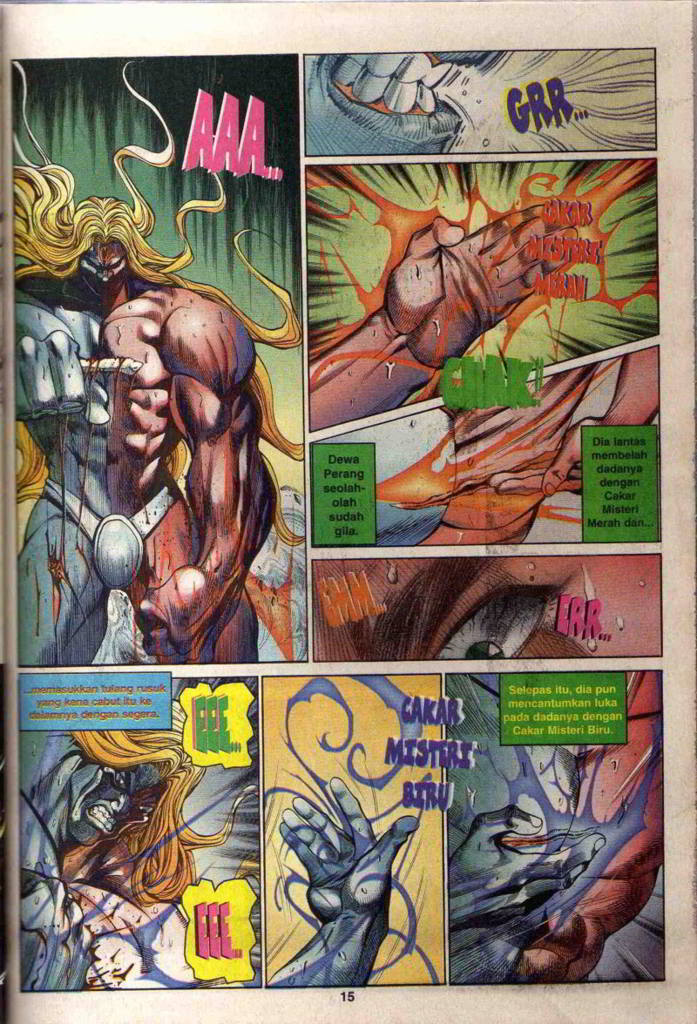 AAA...
GRR...
CAKAR
MISTERI
MERAH
CHAK!!
Dewa
Perang
seolah-
olah
sudah
gila.
Dia lantas
membelah
dadanya
dengan
Cakar
Misteri
Merah dan...
EMM...
ERR...
...memasukkan tulang rusuk
yang kena cabut itu ke
dalamnya dengan segera.
EEE...
EEE...
CAKAR
MISTERI
BIRU
Selepas itu, dia pun
mencantumkan luka
pada dadanya dengan
Cakar Misteri Biru.
15